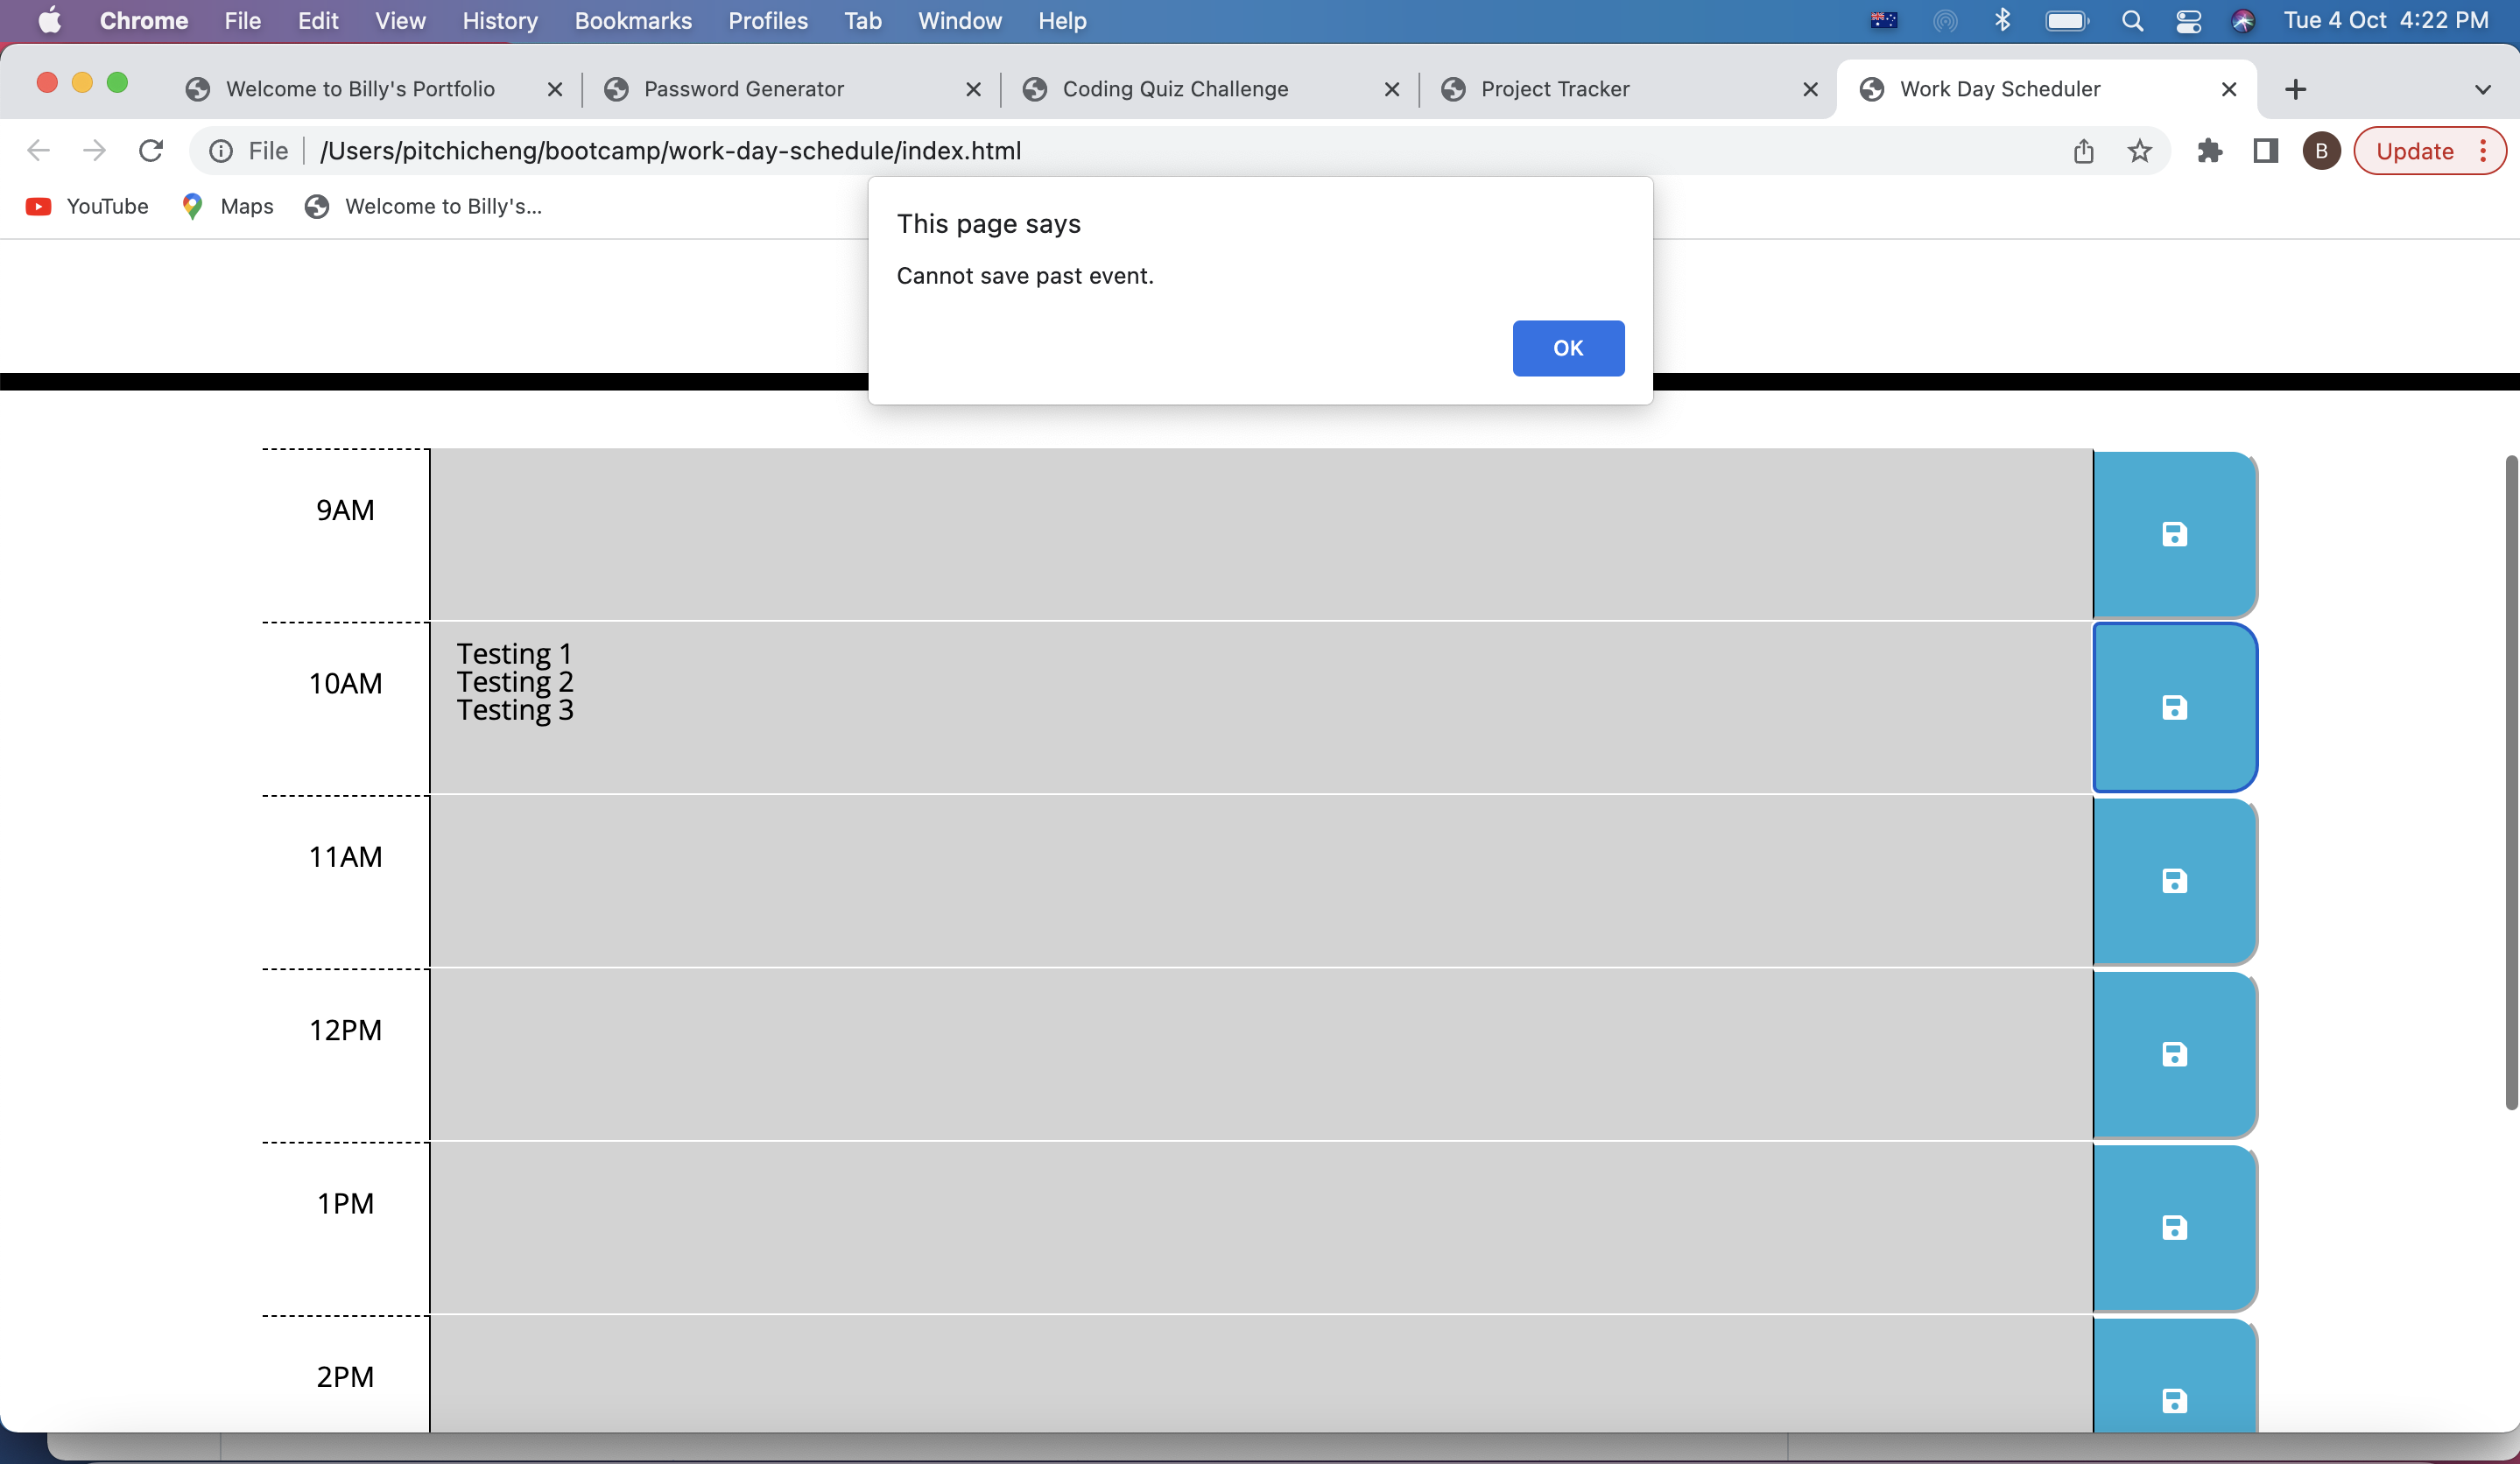 Chrome File Edit View History Bookmarks Profiles Tab Window Help Tue 4 Oct 4:22 PM
Welcome to Billy's Portfolio Password Generator Coding Quiz Challenge Project Tracker Work Day Scheduler
File /Users/pitchicheng/bootcamp/work-day-schedule/index.html B Update
YouTube Maps Welcome to Billy's...
This page says
Cannot save past event.
OK
9AM
10AM
Testing 1
Testing 2
Testing 3
11AM
12PM
1PM
2PM